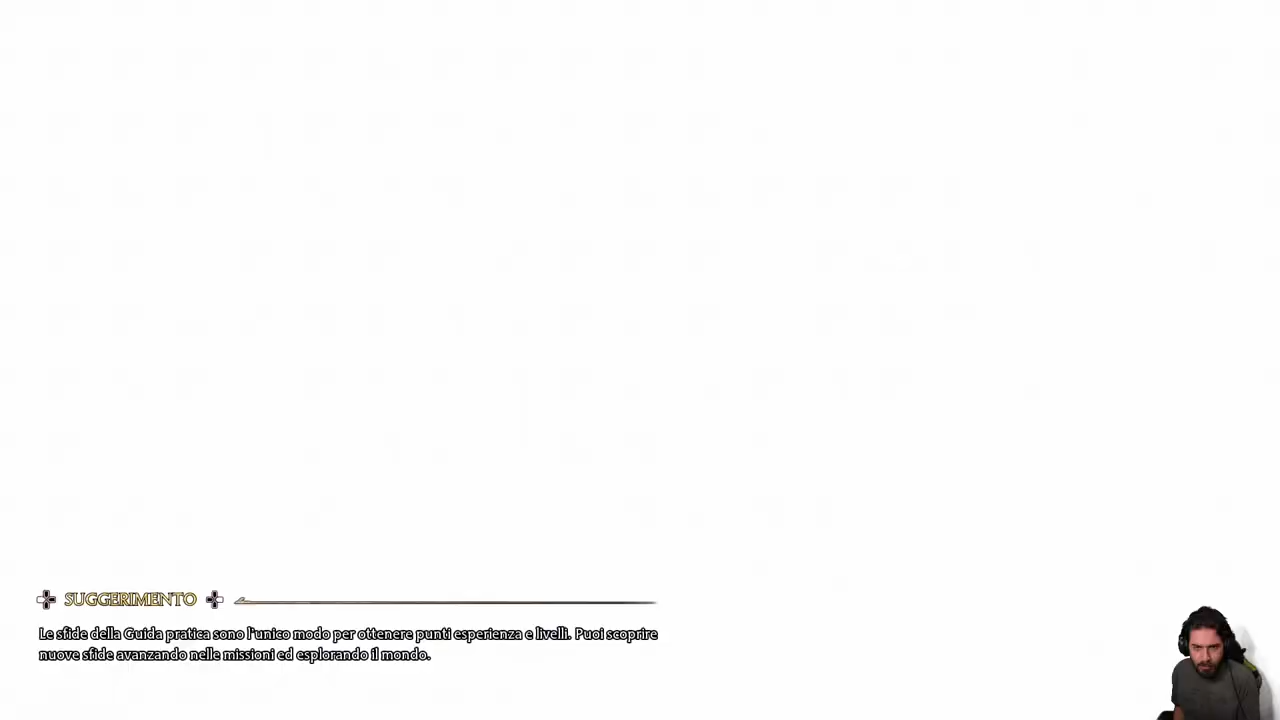 SUGGERIMENTO
Le sfide della Guida pratica sono l'unico modo per ottenere punti esperienza e livelli. Puoi scoprire
nuove sfide avanzando nelle missioni ed esplorando il mondo.